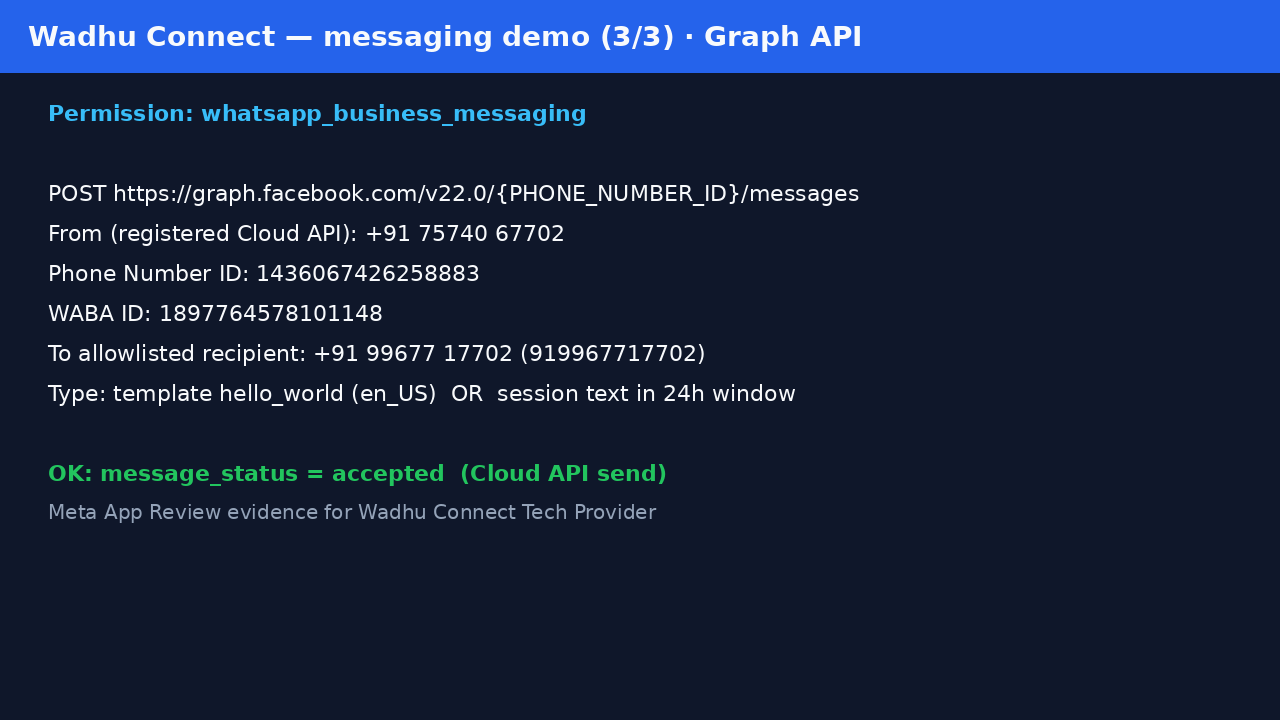 Wadhu Connect — messaging demo (3/3) · Graph API
Permission: whatsapp_business_messaging
POST https://graph.facebook.com/v22.0/{PHONE_NUMBER_ID}/messages
From (registered Cloud API): +91 75740 67702
Phone Number ID: 1436067426258883
WABA ID: 1897764578101148
To allowlisted recipient: +91 99677 17702 (919967717702)
Type: template hello_world (en_US)  OR  session text in 24h window
OK: message_status = accepted  (Cloud API send)
Meta App Review evidence for Wadhu Connect Tech Provider